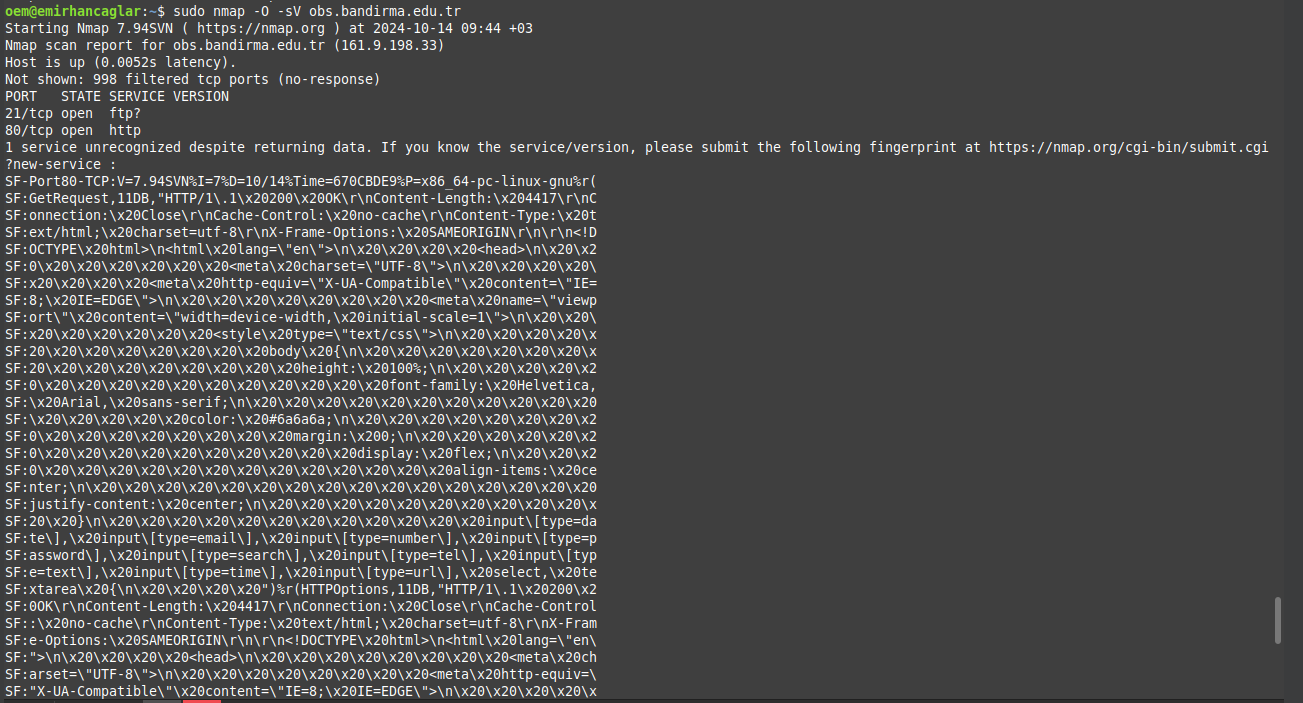 oem@emirhancaglar:~$ sudo nmap -O -sV obs.bandirma.edu.tr
Starting Nmap 7.94SVN ( https://nmap.org ) at 2024-10-14 09:44 +03
Nmap scan report for obs.bandirma.edu.tr (161.9.198.33)
Host is up (0.0052s latency).
Not shown: 998 filtered tcp ports (no-response)
PORT   STATE SERVICE VERSION
21/tcp open  ftp?
80/tcp open  http
1 service unrecognized despite returning data. If you know the service/version, please submit the following fingerprint at https://nmap.org/cgi-bin/submit.cgi
?new-service :
SF-Port80-TCP:V=7.94SVN%I=7%D=10/14%Time=670CBDE9%P=x86_64-pc-linux-gnu%r(
SF:GetRequest,11DB,"HTTP/1\.1\x20200\x20OK\r\nContent-Length:\x204417\r\nC
SF:onnection:\x20Close\r\nCache-Control:\x20no-cache\r\nContent-Type:\x20t
SF:ext/html;\x20charset=utf-8\r\nX-Frame-Options:\x20SAMEORIGIN\r\n\r\n<!D
SF:OCTYPE\x20html>\n<html\x20lang=\"en\">\n\x20\x20\x20\x20<head>\n\x20\x2
SF:0\x20\x20\x20\x20\x20\x20<meta\x20charset=\"UTF-8\">\n\x20\x20\x20\x20\
SF:x20\x20\x20\x20<meta\x20http-equiv=\"X-UA-Compatible\"\x20content=\"IE=
SF:8;\x20IE=EDGE\">\n\x20\x20\x20\x20\x20\x20\x20\x20<meta\x20name=\"viewp
SF:ort\"\x20content=\"width=device-width,\x20initial-scale=1\">\n\x20\x20\
SF:x20\x20\x20\x20\x20\x20<style\x20type=\"text/css\">\n\x20\x20\x20\x20\x
SF:20\x20\x20\x20\x20\x20\x20\x20body\x20{\n\x20\x20\x20\x20\x20\x20\x20\x
SF:20\x20\x20\x20\x20\x20\x20\x20\x20height:\x20100%;\n\x20\x20\x20\x20\x2
SF:0\x20\x20\x20\x20\x20\x20\x20\x20\x20\x20\x20font-family:\x20Helvetica,
SF:\x20Arial,\x20sans-serif;\n\x20\x20\x20\x20\x20\x20\x20\x20\x20\x20\x20
SF:\x20\x20\x20\x20\x20color:\x20#6a6a6a;\n\x20\x20\x20\x20\x20\x20\x20\x2
SF:0\x20\x20\x20\x20\x20\x20\x20\x20margin:\x200;\n\x20\x20\x20\x20\x20\x2
SF:0\x20\x20\x20\x20\x20\x20\x20\x20\x20\x20display:\x20flex;\n\x20\x20\x2
SF:0\x20\x20\x20\x20\x20\x20\x20\x20\x20\x20\x20\x20\x20align-items:\x20ce
SF:nter;\n\x20\x20\x20\x20\x20\x20\x20\x20\x20\x20\x20\x20\x20\x20\x20\x20
SF:justify-content:\x20center;\n\x20\x20\x20\x20\x20\x20\x20\x20\x20\x20\x
SF:20\x20}\n\x20\x20\x20\x20\x20\x20\x20\x20\x20\x20\x20\x20input\[type=da
SF:te\],\x20input\[type=email\],\x20input\[type=number\],\x20input\[type=p
SF:assword\],\x20input\[type=search\],\x20input\[type=tel\],\x20input\[typ
SF:e=text\],\x20input\[type=time\],\x20input\[type=url\],\x20select,\x20te
SF:xtarea\x20{\n\x20\x20\x20\x20")%r(HTTPOptions,11DB,"HTTP/1\.1\x20200\x2
SF:0OK\r\nContent-Length:\x204417\r\nConnection:\x20Close\r\nCache-Control
SF::\x20no-cache\r\nContent-Type:\x20text/html;\x20charset=utf-8\r\nX-Fram
SF:e-Options:\x20SAMEORIGIN\r\n\r\n<!DOCTYPE\x20html>\n<html\x20lang=\"en\
SF:">\n\x20\x20\x20\x20<head>\n\x20\x20\x20\x20\x20\x20\x20\x20<meta\x20ch
SF:arset=\"UTF-8\">\n\x20\x20\x20\x20\x20\x20\x20\x20<meta\x20http-equiv=\
SF:"X-UA-Compatible\"\x20content=\"IE=8;\x20IE=EDGE\">\n\x20\x20\x20\x20\x